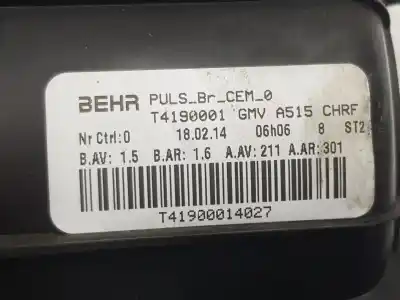 BEHR PULS_Br_CEM_0
T4190001 GMV A515 CHRF
Nr Ctrl:0 18.02.14 06h06 8 ST2
B.AV: 1.5 B.AR: 1.6 A.AV: 211 A.AR: 301
T41900014027